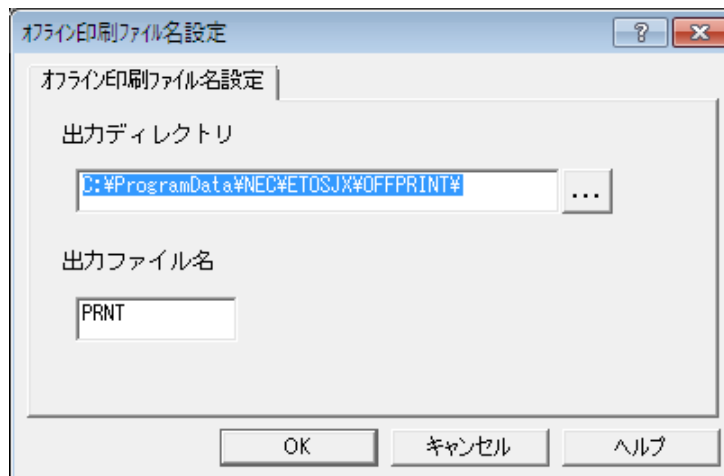 オフライン印刷ファイル名設定
オフライン印刷ファイル名設定
出力ディレクトリ
C:¥ProgramData¥NEC¥ETOSJX¥OFFPRINT¥
...
出力ファイル名
PRNT
OK キャンセル ヘルプ